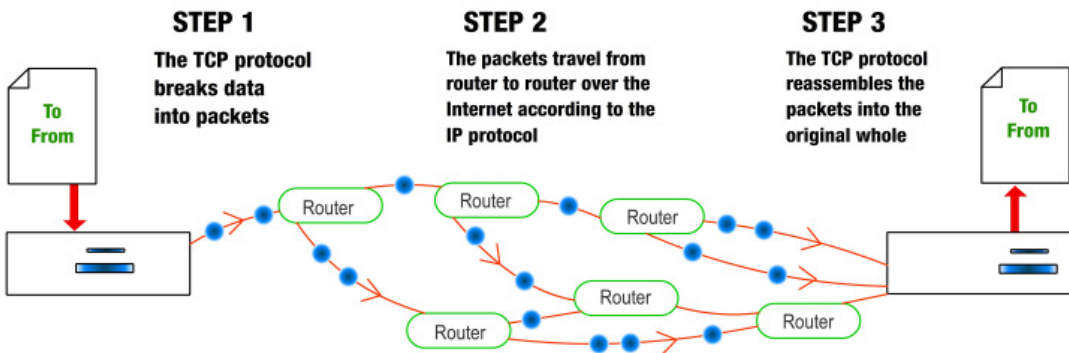 STEP 1
The TCP protocol
breaks data
into packets
STEP 2
The packets travel from
router to router over the
Internet according to the
IP protocol
STEP 3
The TCP protocol
reassembles the
packets into the
original whole
To
From
To
From
Router
Router
Router
Router
Router
Router